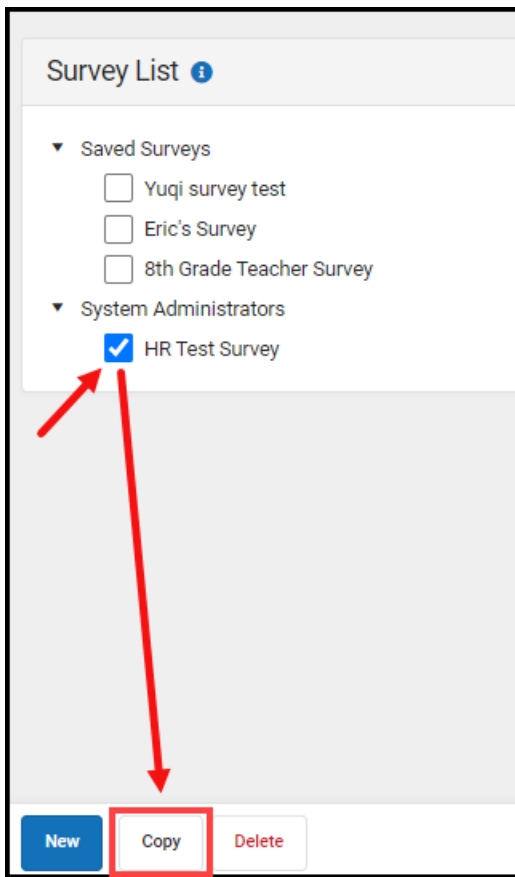 Survey List
Saved Surveys
Yuqi survey test
Eric's Survey
8th Grade Teacher Survey
System Administrators
HR Test Survey
New Copy Delete